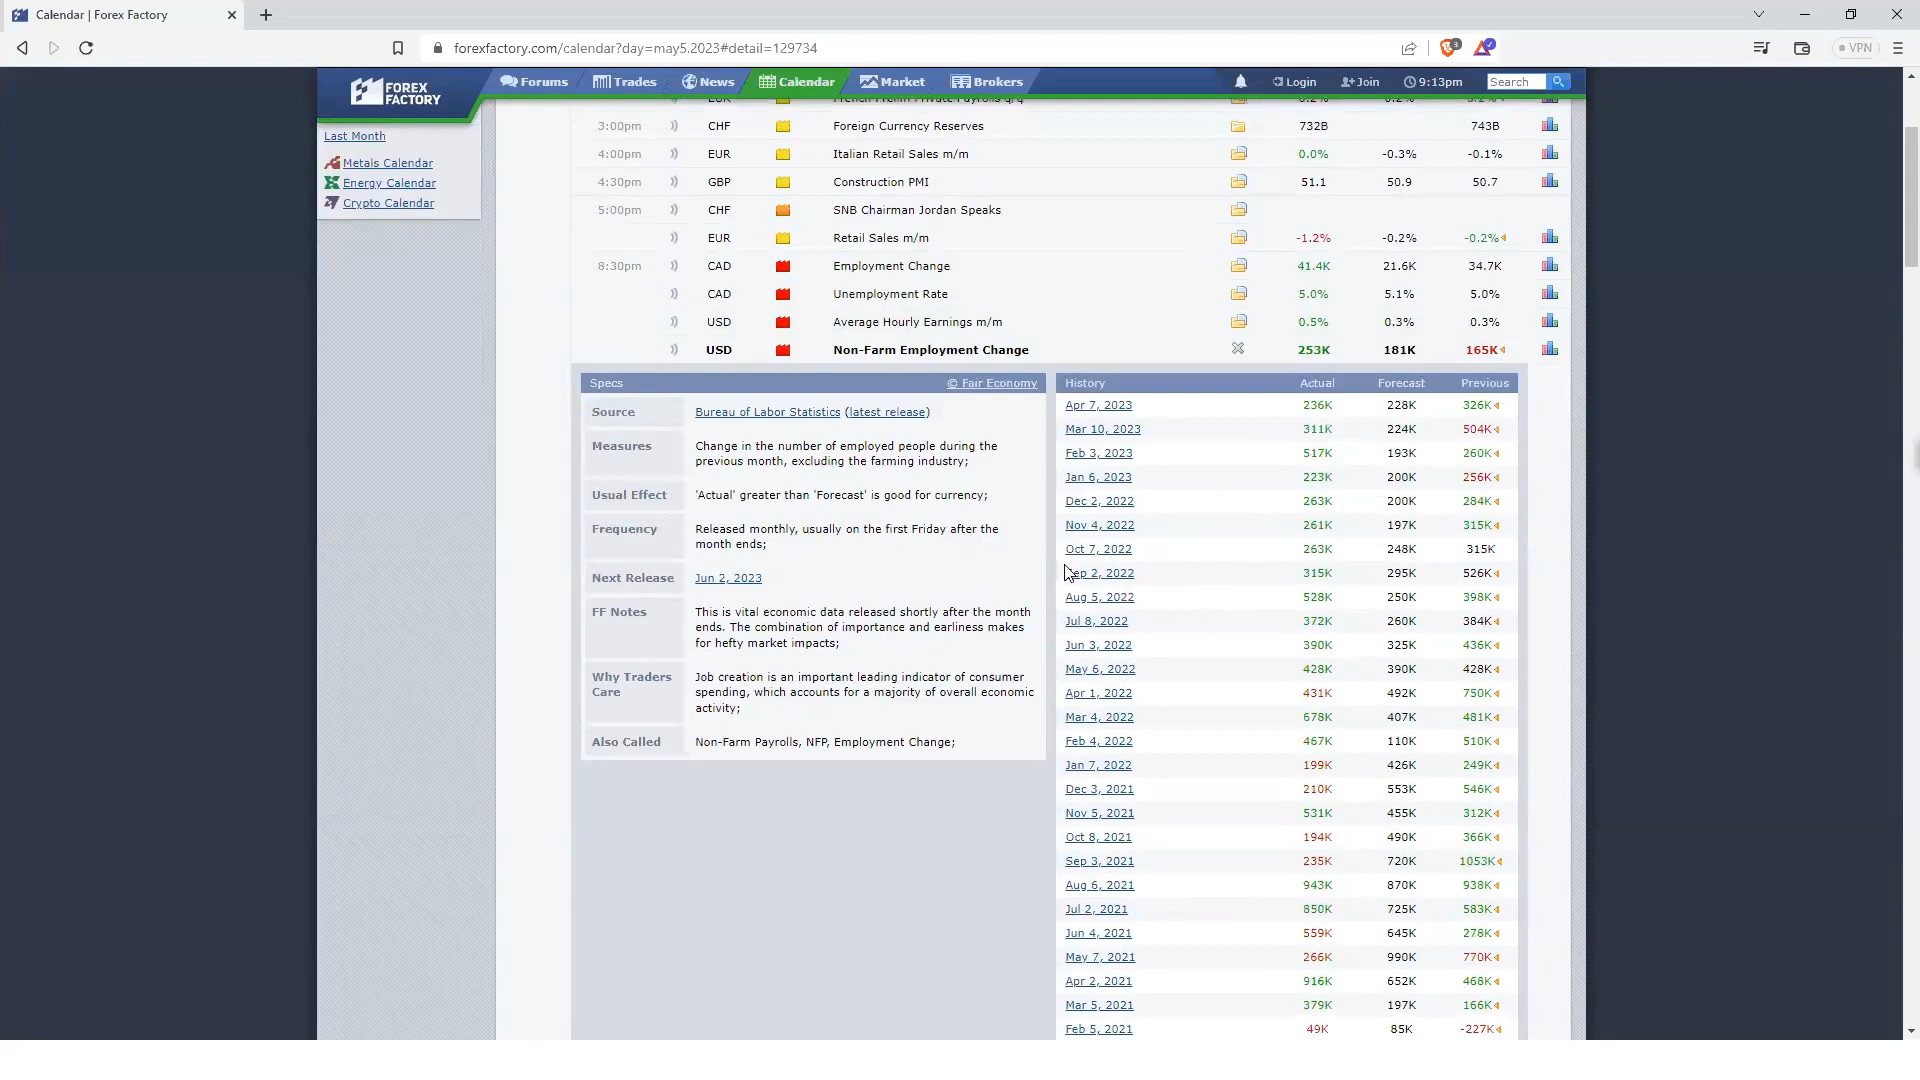 Calendar | Forex Factory
forexfactory.com/calendar?day=may5.2023#detail=129734
3
VPN
FOREX FACTORY
Forums
Trades
News
Calendar
Market
Brokers
Login
Join
9:13pm
Search
Last Month
Metals Calendar
Energy Calendar
Crypto Calendar
EUR French Prelim Private Payrolls q/q 0.2% 0.2%
3:00pm CHF Foreign Currency Reserves 732B 743B
4:00pm EUR Italian Retail Sales m/m 0.0% -0.3% -0.1%
4:30pm GBP Construction PMI 51.1 50.9 50.7
5:00pm CHF SNB Chairman Jordan Speaks
EUR Retail Sales m/m -1.2% -0.2% -0.2%
8:30pm CAD Employment Change 41.4K 21.6K 34.7K
CAD Unemployment Rate 5.0% 5.1% 5.0%
USD Average Hourly Earnings m/m 0.5% 0.3% 0.3%
USD Non-Farm Employment Change 253K 181K 165K
Specs © Fair Economy
Source Bureau of Labor Statistics (latest release)
Measures Change in the number of employed people during the
previous month, excluding the farming industry;
Usual Effect 'Actual' greater than 'Forecast' is good for currency;
Frequency Released monthly, usually on the first Friday after the
month ends;
Next Release Jun 2, 2023
FF Notes This is vital economic data released shortly after the month
ends. The combination of importance and earliness makes
for hefty market impacts;
Why Traders Care Job creation is an important leading indicator of consumer
spending, which accounts for a majority of overall economic
activity;
Also Called Non-Farm Payrolls, NFP, Employment Change;
History Actual Forecast Previous
Apr 7, 2023 236K 228K 326K
Mar 10, 2023 311K 224K 504K
Feb 3, 2023 517K 193K 260K
Jan 6, 2023 223K 200K 256K
Dec 2, 2022 263K 200K 284K
Nov 4, 2022 261K 197K 315K
Oct 7, 2022 263K 248K 315K
Sep 2, 2022 315K 295K 526K
Aug 5, 2022 528K 250K 398K
Jul 8, 2022 372K 260K 384K
Jun 3, 2022 390K 325K 436K
May 6, 2022 428K 390K 428K
Apr 1, 2022 431K 492K 750K
Mar 4, 2022 678K 407K 481K
Feb 4, 2022 467K 110K 510K
Jan 7, 2022 199K 426K 249K
Dec 3, 2021 210K 553K 546K
Nov 5, 2021 531K 455K 312K
Oct 8, 2021 194K 490K 366K
Sep 3, 2021 235K 720K 1053K
Aug 6, 2021 943K 870K 938K
Jul 2, 2021 850K 725K 583K
Jun 4, 2021 559K 645K 278K
May 7, 2021 266K 990K 770K
Apr 2, 2021 916K 652K 468K
Mar 5, 2021 379K 197K 166K
Feb 5, 2021 49K 85K -227K